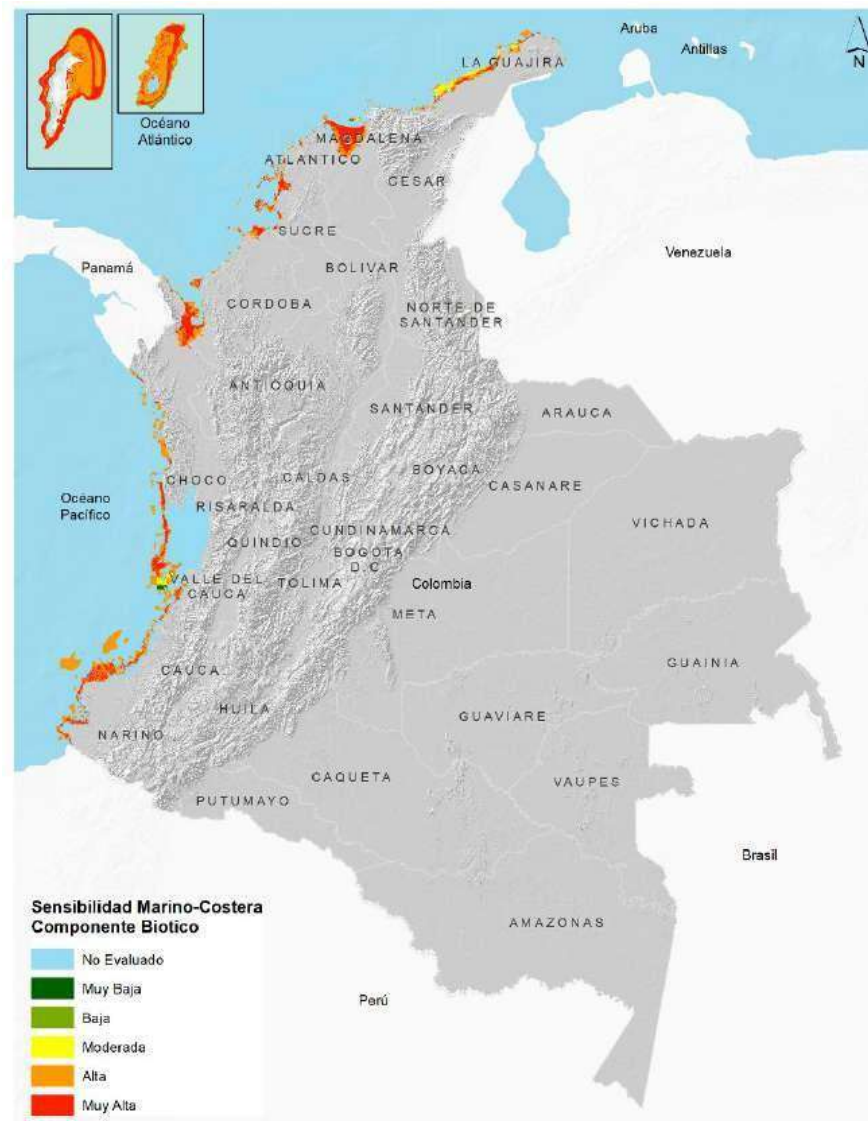 Aruba
Antillas
N
LA GUAJIRA
Océano
Atlántico
MAGDALENA
ATLANTICO
CESAR
SUCRE
Venezuela
Panamá
BOLIVAR
CORDOBA
NORTE DE
SANTANDER
ANTIOQUIA
SANTANDER
ARAUCA
CHOCO
CALDAS
BOYACA
CASANARE
Océano
Pacífico
RISARALDA
VICHADA
CUNDINAMARCA
QUINDIO
BOGOTA
D.C
VALLE DEL
CAUCA
TOLIMA
Colombia
META
CAUCA
GUAINIA
HUILA
GUAVIARE
NARIÑO
CAQUETA
VAUPES
PUTUMAYO
Brasil
AMAZONAS
Perú
Sensibilidad Marino-Costera
Componente Biotico
No Evaluado
Muy Baja
Baja
Moderada
Alta
Muy Alta